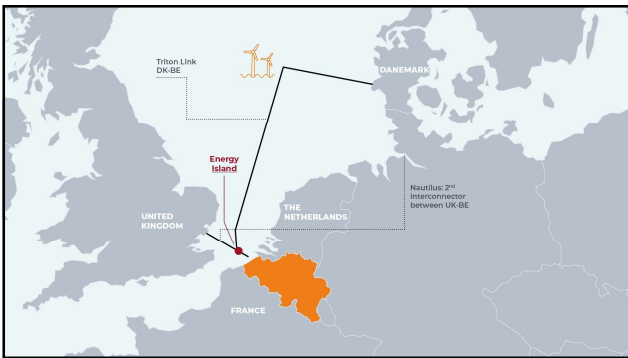 Triton Link
DK-BE
DANEMARK
Energy
Island
Nautilus: 2nd
interconnector
between UK-BE
THE
NETHERLANDS
UNITED
KINGDOM
FRANCE